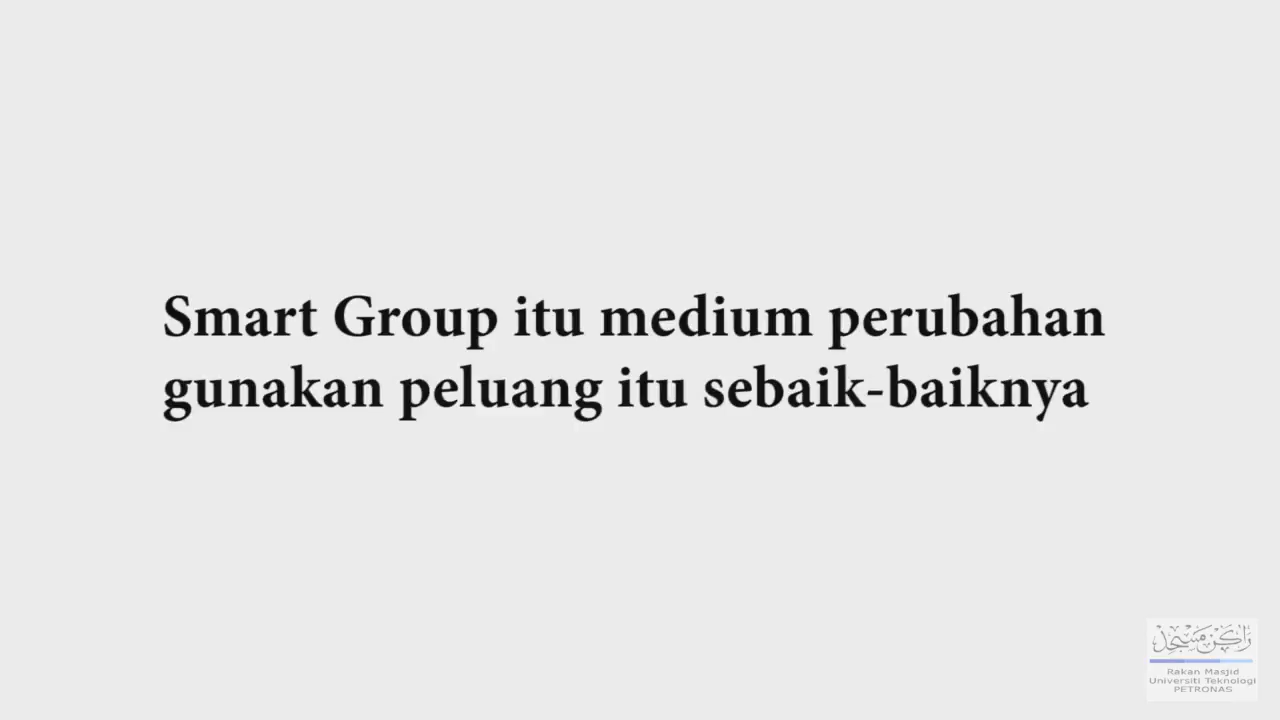 Smart Group itu medium perubahan
gunakan peluang itu sebaik-baiknya
راكن مسجد
Rakan Masjid
Universiti Teknologi
PETRONAS